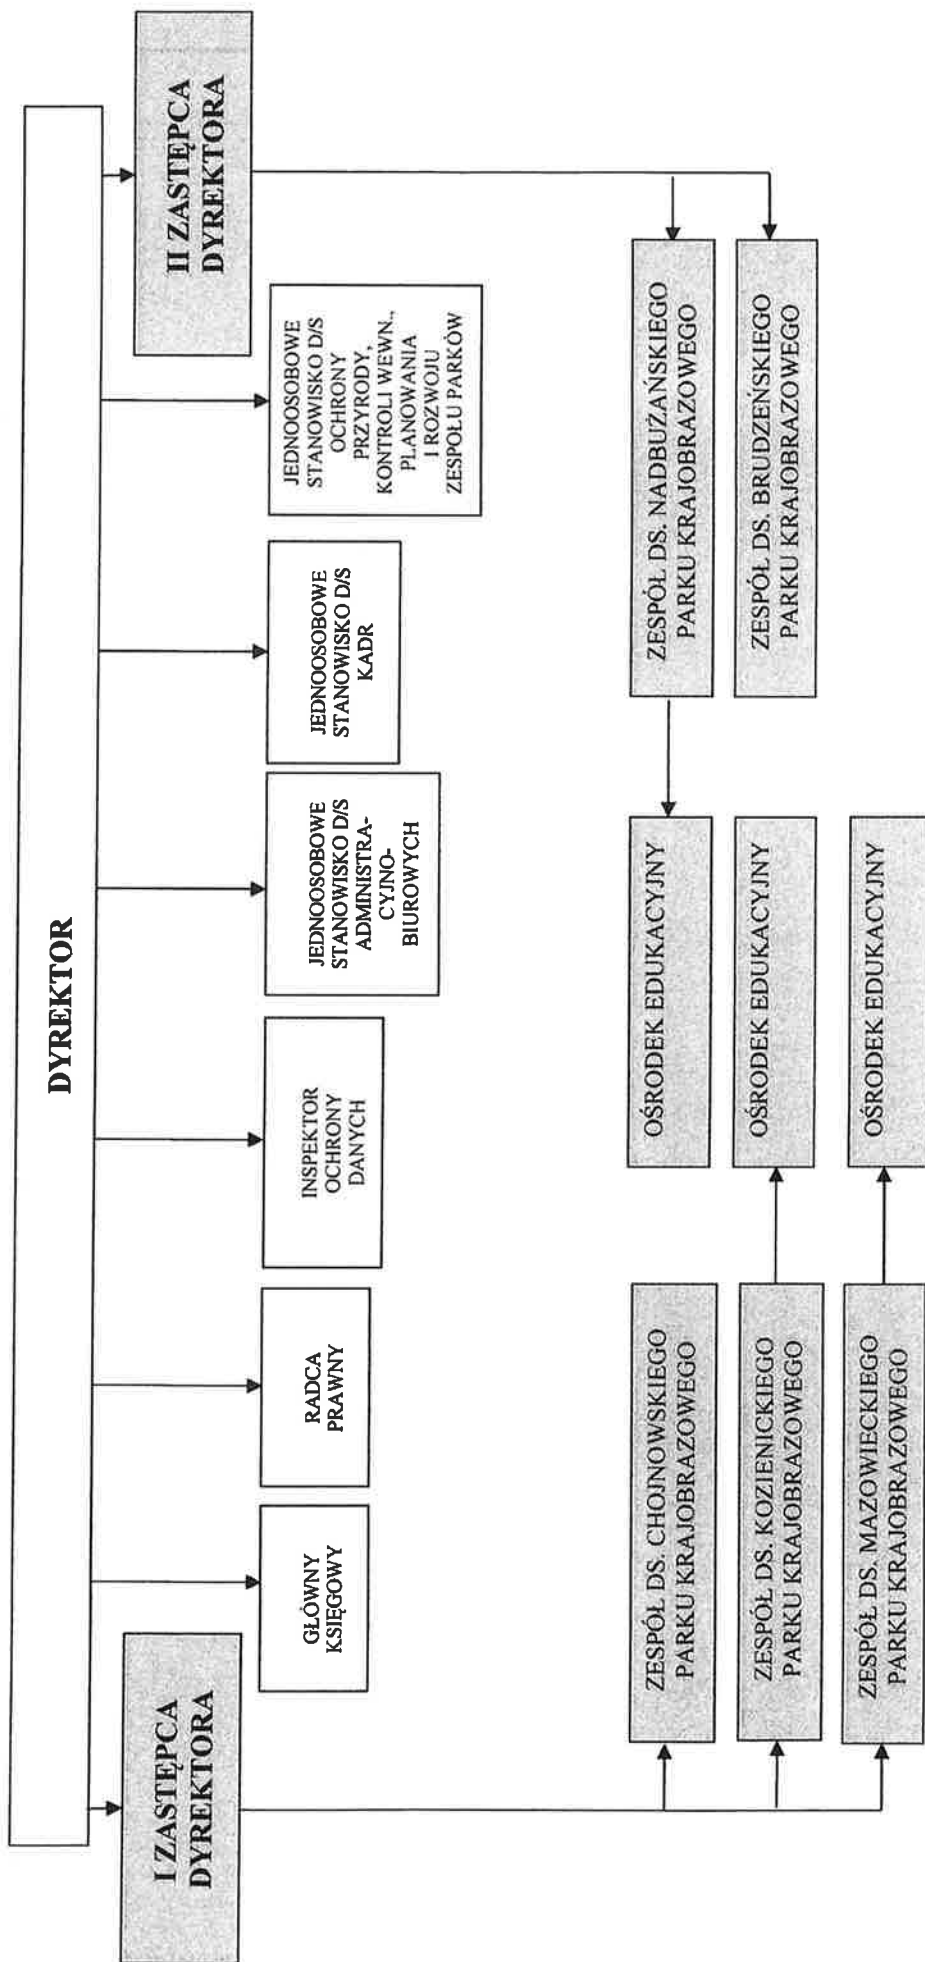 DYREKTOR
I ZASTĘPCA
DYREKTORA
GŁÓWNY
KSIĘGOWY
RADCA
PRAWNY
INSPEKTOR
OCHRONY
DANYCH
JEDNOOSOBOWE
STANOWISKO D/S
ADMINISTRA-
CYJNO-
BIUROWYCH
JEDNOOSOBOWE
STANOWISKO D/S
KADR
JEDNOOSOBOWE
STANOWISKO D/S
OCHRONY
PRZYRODY,
KONTROLI WEWN.,
PLANOWANIA
I ROZWOJU
ZESPOŁU PARKÓW
II ZASTĘPCA
DYREKTORA
ZESPÓŁ DS. CHOJNOWSKIEGO
PARKU KRAJOBRAZOWEGO
OŚRODEK EDUKACYJNY
ZESPÓŁ DS. NADBUŻAŃSKIEGO
PARKU KRAJOBRAZOWEGO
ZESPÓŁ DS. KOZIENICKIEGO
PARKU KRAJOBRAZOWEGO
OŚRODEK EDUKACYJNY
ZESPÓŁ DS. BRUDZEŃSKIEGO
PARKU KRAJOBRAZOWEGO
ZESPÓŁ DS. MAZOWIECKIEGO
PARKU KRAJOBRAZOWEGO
OŚRODEK EDUKACYJNY